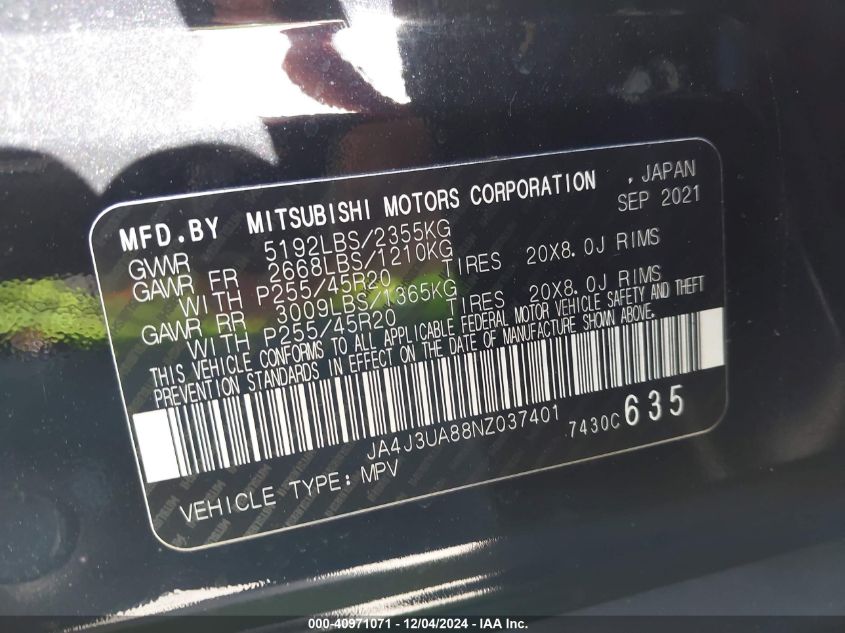 MFD.BY MITSUBISHI MOTORS CORPORATION , JAPAN
SEP 2021
GVWR 5192LBS/2355KG
GAWR FR 2668LBS/1210KG
WITH P255/45R20 TIRES 20X8.0J RIMS
GAWR RR 3009LBS/1365KG
WITH P255/45R20 TIRES 20X8.0J RIMS
THIS VEHICLE CONFORMS TO ALL APPLICABLE FEDERAL MOTOR VEHICLE SAFETY AND THEFT
PREVENTION STANDARDS IN EFFECT ON THE DATE OF MANUFACTURE SHOWN ABOVE.
JA4J3UA88NZ037401 7430C 635
VEHICLE TYPE: MPV
000-40971071 - 12/04/2024 - IAA Inc.